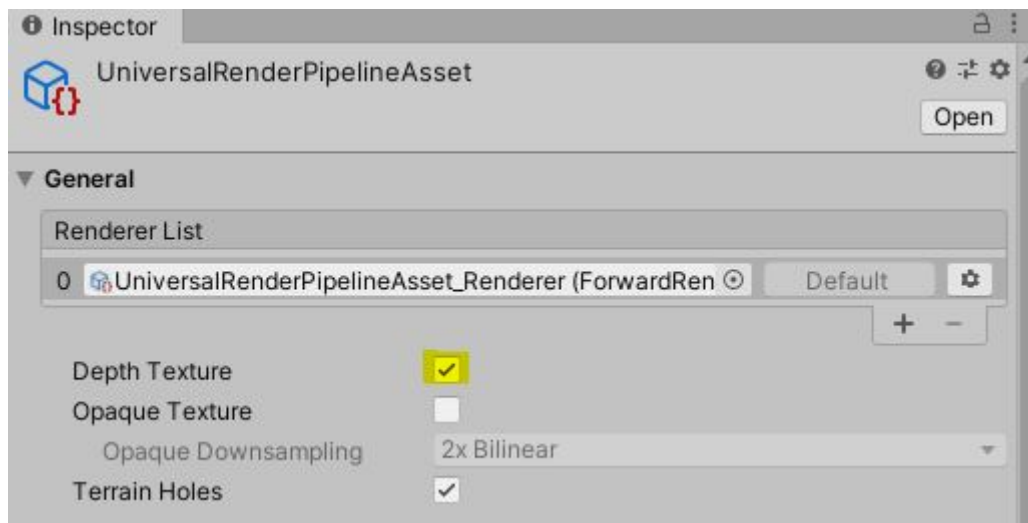 Inspector
UniversalRenderPipelineAsset
Open
General
Renderer List
0 UniversalRenderPipelineAsset_Renderer (ForwardRen Default
+ −
Depth Texture
Opaque Texture
Opaque Downsampling 2x Bilinear
Terrain Holes